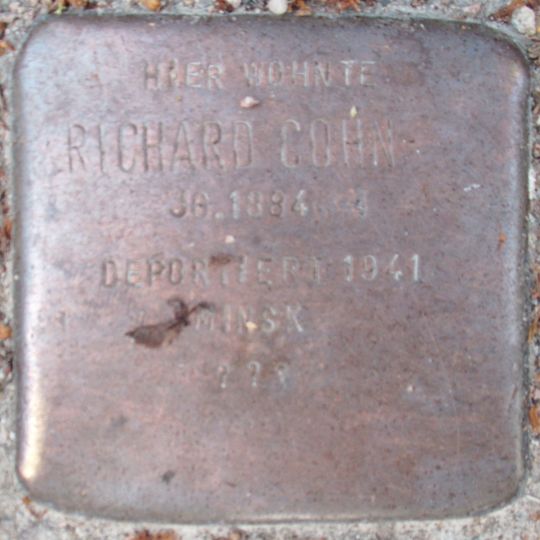 HIER WOHNTE
RICHARD COHN
JG. 1884
DEPORTIERT 1941
MINSK
???